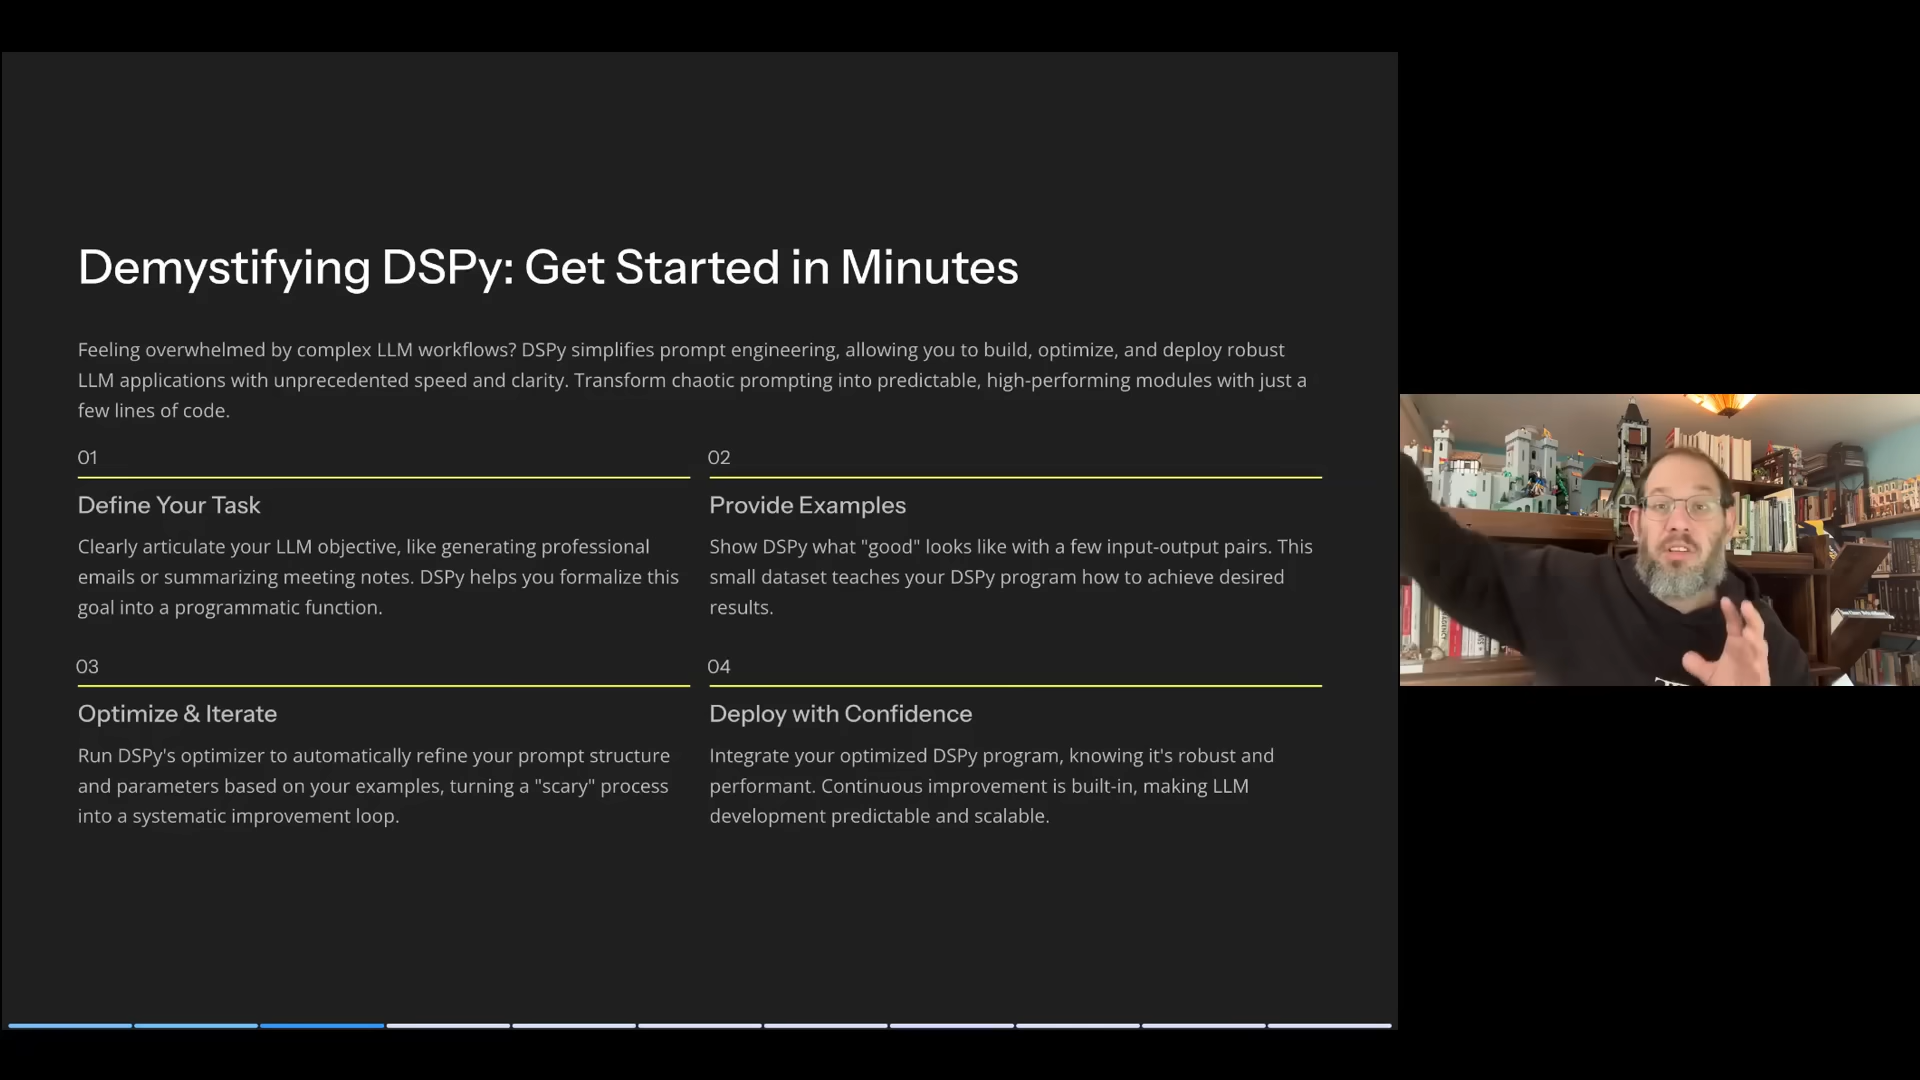 Demystifying DSPy: Get Started in Minutes
Feeling overwhelmed by complex LLM workflows? DSPy simplifies prompt engineering, allowing you to build, optimize, and deploy robust
LLM applications with unprecedented speed and clarity. Transform chaotic prompting into predictable, high-performing modules with just a
few lines of code.
01
Define Your Task
Clearly articulate your LLM objective, like generating professional
emails or summarizing meeting notes. DSPy helps you formalize this
goal into a programmatic function.
02
Provide Examples
Show DSPy what "good" looks like with a few input-output pairs. This
small dataset teaches your DSPy program how to achieve desired
results.
03
Optimize & Iterate
Run DSPy's optimizer to automatically refine your prompt structure
and parameters based on your examples, turning a "scary" process
into a systematic improvement loop.
04
Deploy with Confidence
Integrate your optimized DSPy program, knowing it's robust and
performant. Continuous improvement is built-in, making LLM
development predictable and scalable.